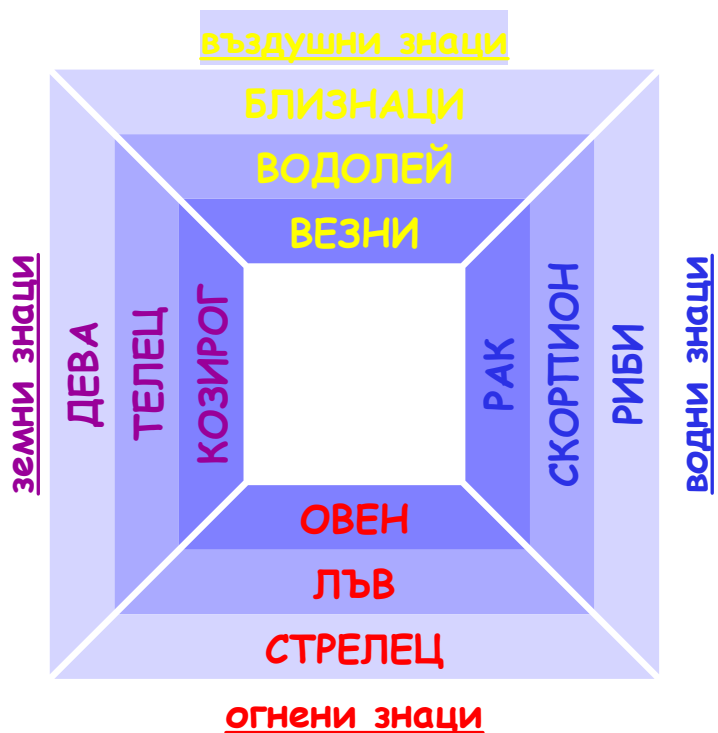 въздушни знаци
БЛИЗНАЦИ
ВОДОЛЕЙ
ВЕЗНИ
земни знаци
ДЕВА
ТЕЛЕЦ
КОЗИРОГ
РАК
СКОРПИОН
РИБИ
водни знаци
ОВЕН
ЛЪВ
СТРЕЛЕЦ
огнени знаци